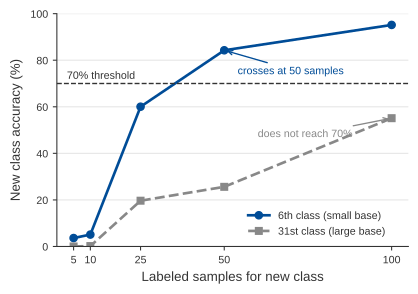 New class accuracy (%)
100
80
60
40
20
0
70% threshold
crosses at 50 samples
does not reach 70%
6th class (small base)
31st class (large base)
5 10 25 50 100
Labeled samples for new class